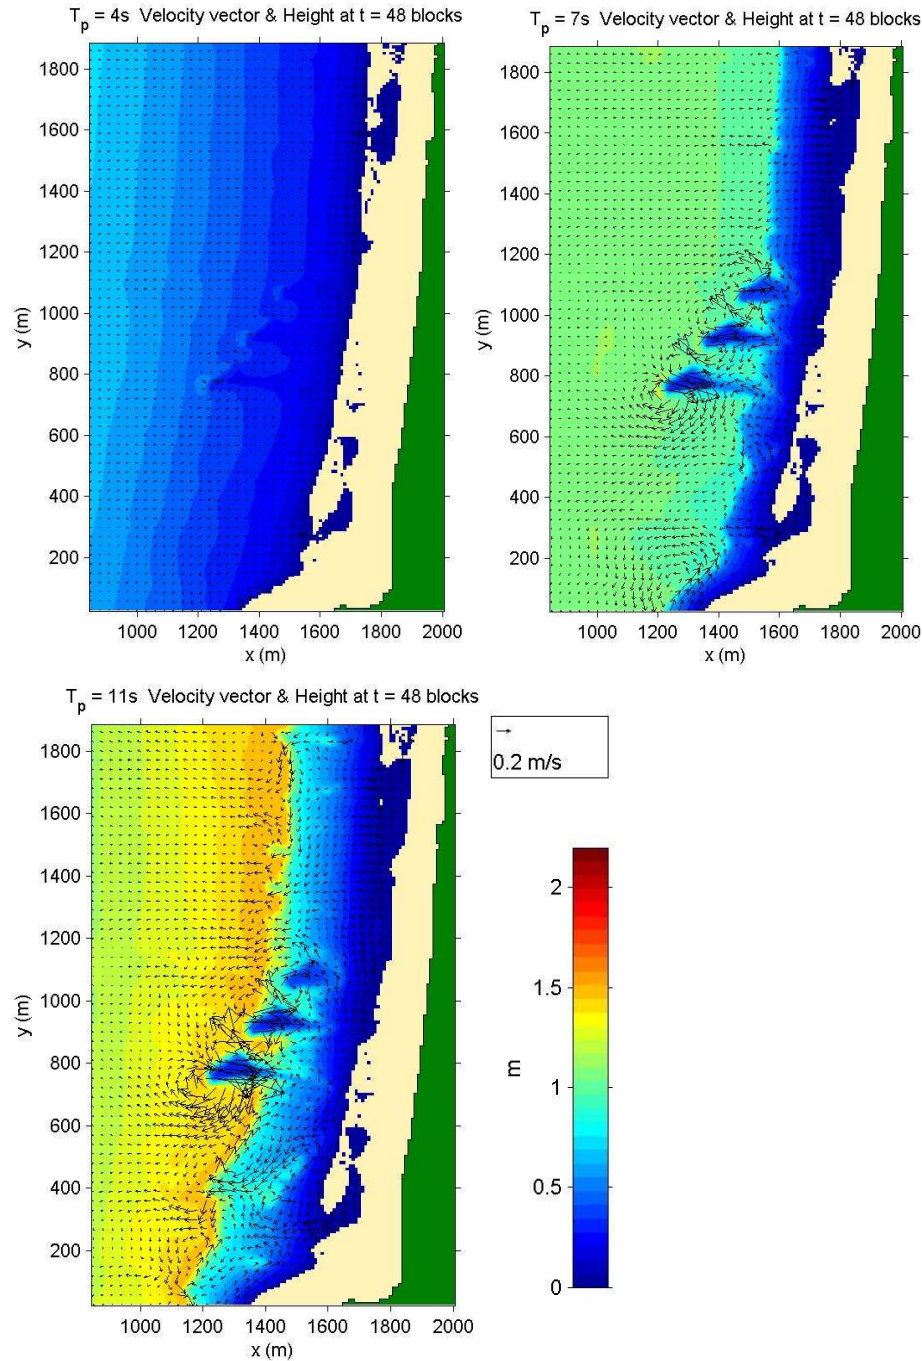 T_p = 4s Velocity vector & Height at t = 48 blocks
1800
1600
1400
1200
1000
800
600
400
200
y (m)
1000 1200 1400 1600 1800 2000
x (m)
T_p = 7s Velocity vector & Height at t = 48 blocks
1800
1600
1400
1200
1000
800
600
400
200
y (m)
1000 1200 1400 1600 1800 2000
x (m)
T_p = 11s Velocity vector & Height at t = 48 blocks
1800
1600
1400
1200
1000
800
600
400
200
y (m)
1000 1200 1400 1600 1800 2000
x (m)
0.2 m/s
2
1.5
1
0.5
0
m